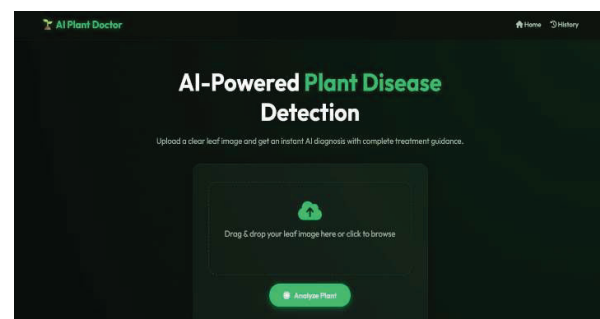 AI Plant Doctor
Home History
AI-Powered Plant Disease
Detection
Upload a clear leaf image and get an instant AI diagnosis with complete treatment guidance.
Drag & drop your leaf image here or click to browse
Analyze Plant